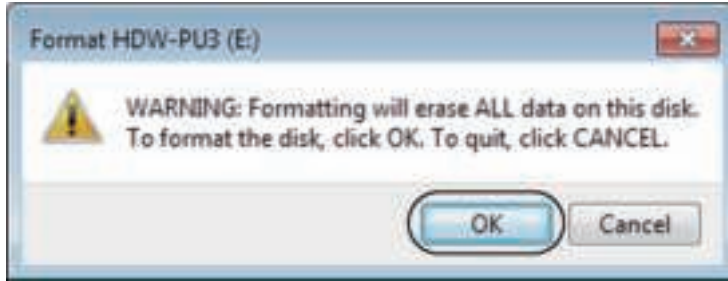 Format HDW-PU3 (E:)
WARNING: Formatting will erase ALL data on this disk.
To format the disk, click OK. To quit, click CANCEL.
OK Cancel